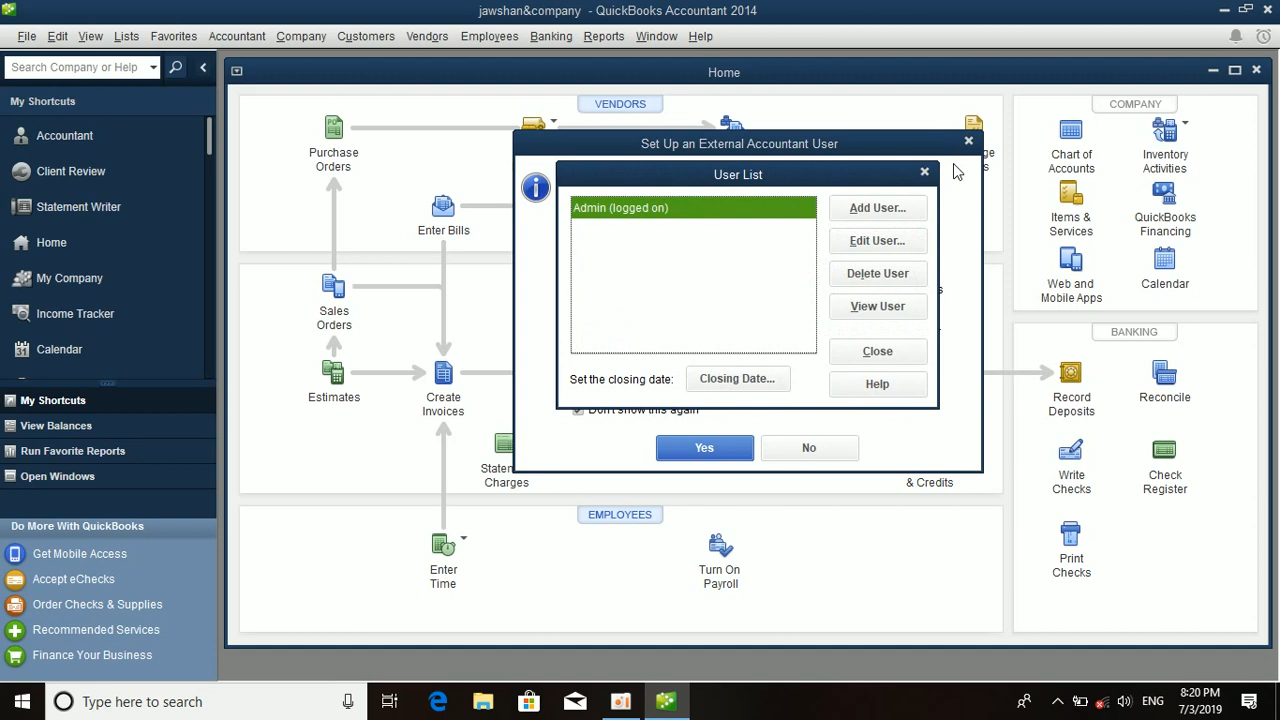 jawshan&company - QuickBooks Accountant 2014
File Edit View Lists Favorites Accountant Company Customers Vendors Employees Banking Reports Window Help
Search Company or Help
My Shortcuts
Accountant
Client Review
Statement Writer
Home
My Company
Income Tracker
Calendar
My Shortcuts
View Balances
Run Favorite Reports
Open Windows
Do More With QuickBooks
Get Mobile Access
Accept eChecks
Order Checks & Supplies
Recommended Services
Finance Your Business
Home
VENDORS
Purchase
Orders
Enter Bills
Sales
Orders
Estimates
Create
Invoices
Charges
& Credits
EMPLOYEES
Enter
Time
Turn On
Payroll
Set Up an External Accountant User
User List
Admin (logged on)
Add User...
Edit User...
Delete User
View User
Close
Help
Set the closing date:
Closing Date...
Don't show this again
Yes
No
COMPANY
Chart of
Accounts
Inventory
Activities
Items &
Services
QuickBooks
Financing
Web and
Mobile Apps
Calendar
BANKING
Record
Deposits
Reconcile
Write
Checks
Check
Register
Print
Checks
Type here to search
ENG
8:20 PM
7/3/2019